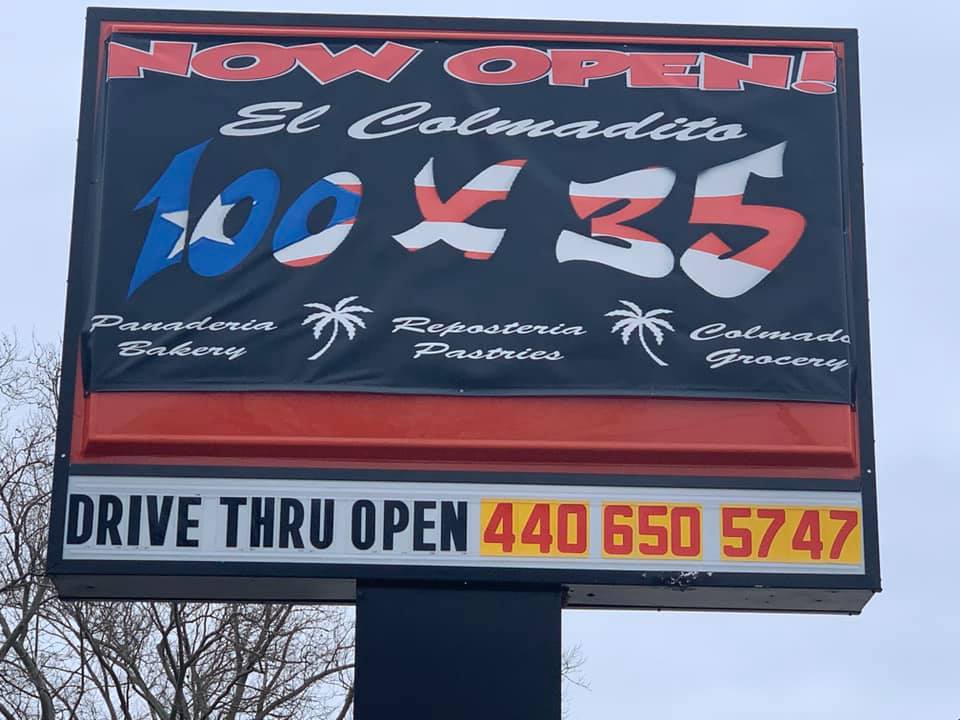 NOW OPEN!
El Colmadito
100 X 35
Panaderia Reposteria Colmado
Bakery Pastries Grocery
DRIVE THRU OPEN 440 650 5747